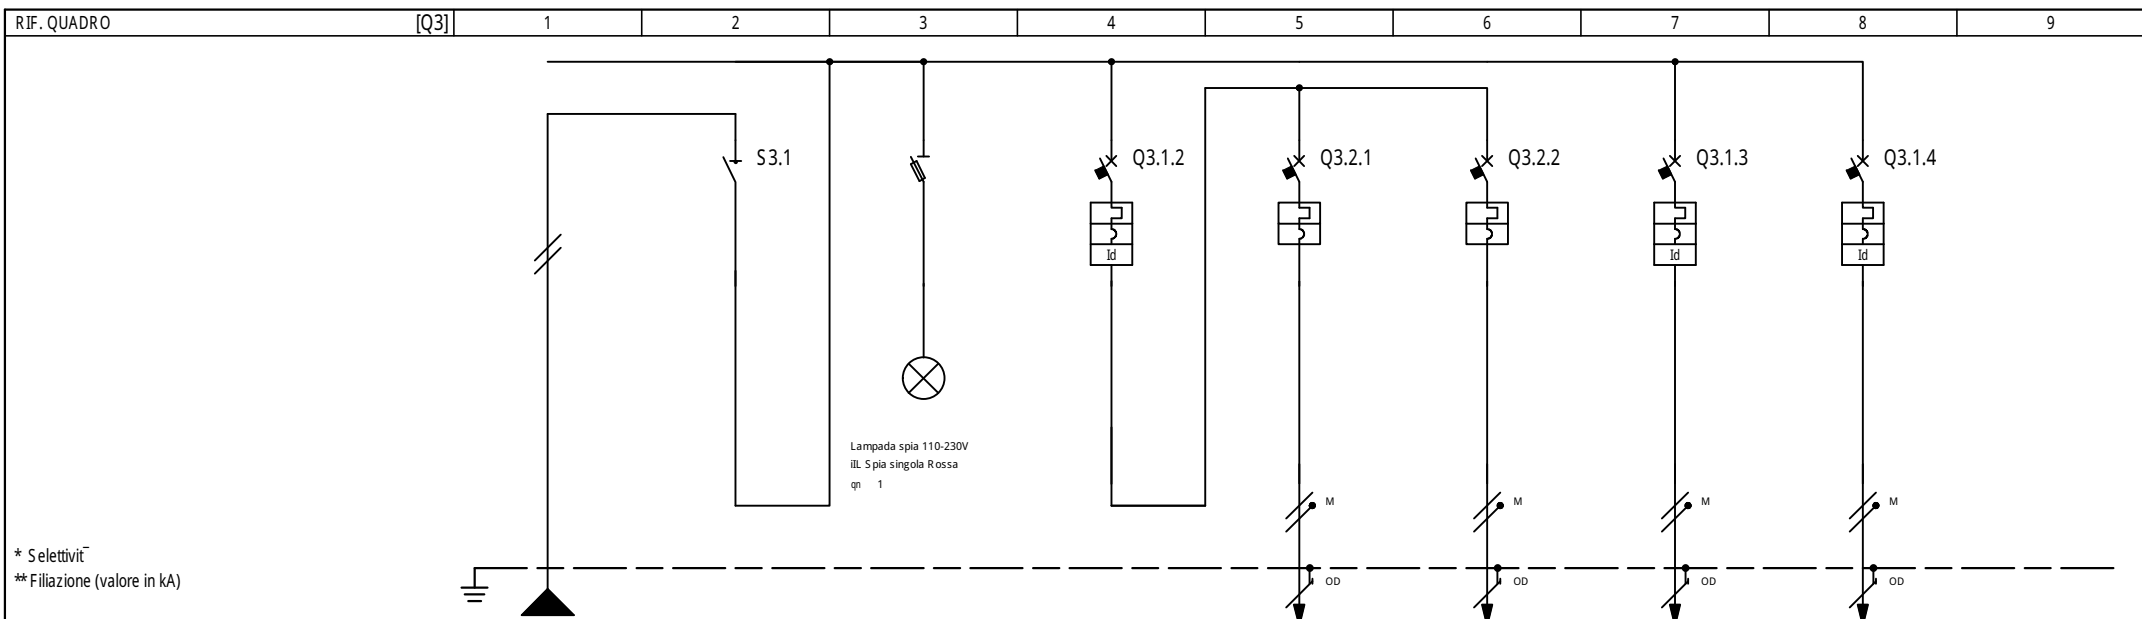 RIF. QUADRO [Q3] 1 2 3 4 5 6 7 8 9
S3.1 Q3.1.2 Q3.2.1 Q3.2.2 Q3.1.3 Q3.1.4
Id Id Id
Lampada spia 110-230V
iIL Spia singola Rossa
qn 1
M M M M
* Selettivit¯
** Filiazione (valore in kA)
OD OD OD OD